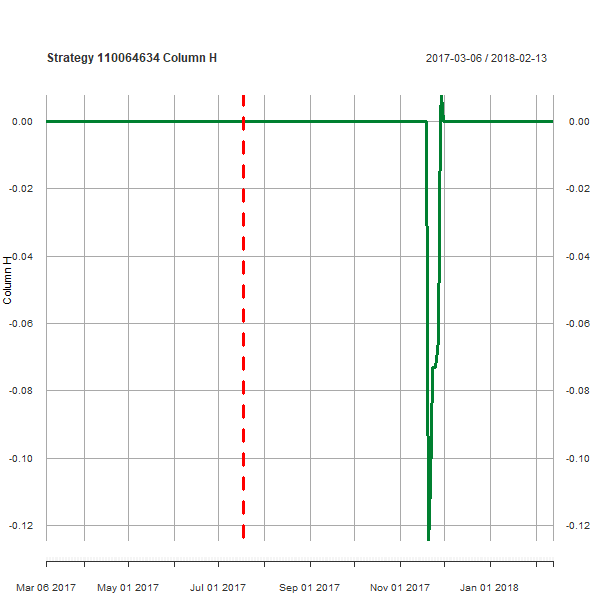 Strategy 110064634 Column H 2017-03-06 / 2018-02-13
0.00 0.00
-0.02 -0.02
-0.04 -0.04
Column H
-0.06 -0.06
-0.08 -0.08
-0.10 -0.10
-0.12 -0.12
Mar 06 2017 May 01 2017 Jul 01 2017 Sep 01 2017 Nov 01 2017 Jan 01 2018